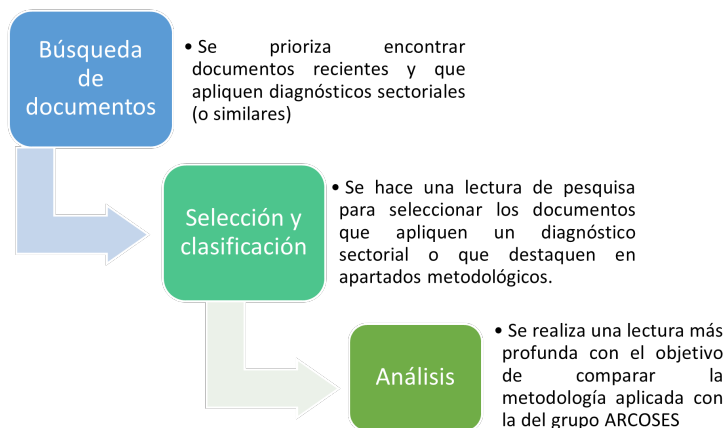 Búsqueda
de
documentos
• Se prioriza encontrar
documentos recientes y que
apliquen diagnósticos sectoriales
(o similares)
Selección y
clasificación
• Se hace una lectura de pesquisa
para seleccionar los documentos
que apliquen un diagnóstico
sectorial o que destaquen en
apartados metodológicos.
Análisis
• Se realiza una lectura más
profunda con el objetivo
de comparar la
metodología aplicada con
la del grupo ARCOSES